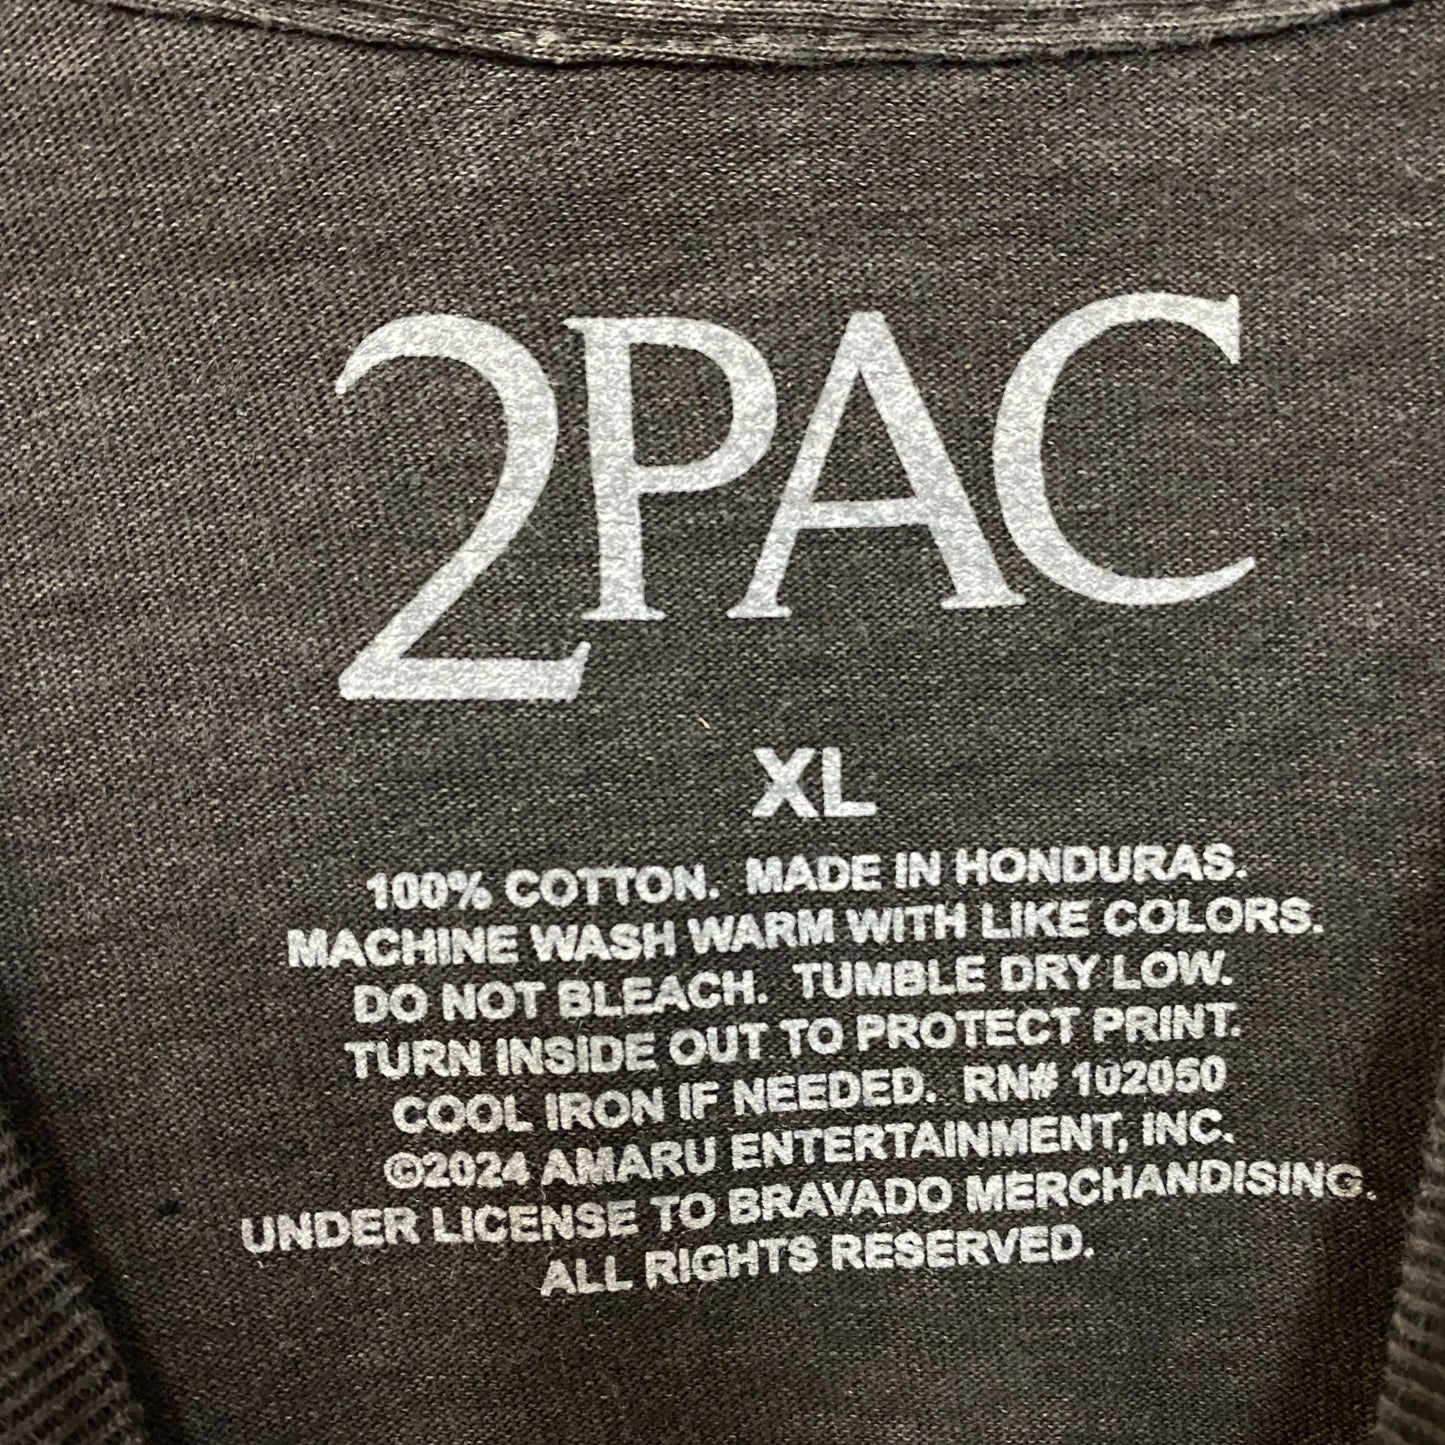 2PAC
XL
100% COTTON. MADE IN HONDURAS.
MACHINE WASH WARM WITH LIKE COLORS.
DO NOT BLEACH. TUMBLE DRY LOW.
TURN INSIDE OUT TO PROTECT PRINT.
COOL IRON IF NEEDED. RN# 102050
©2024 AMARU ENTERTAINMENT, INC.
UNDER LICENSE TO BRAVADO MERCHANDISING.
ALL RIGHTS RESERVED.